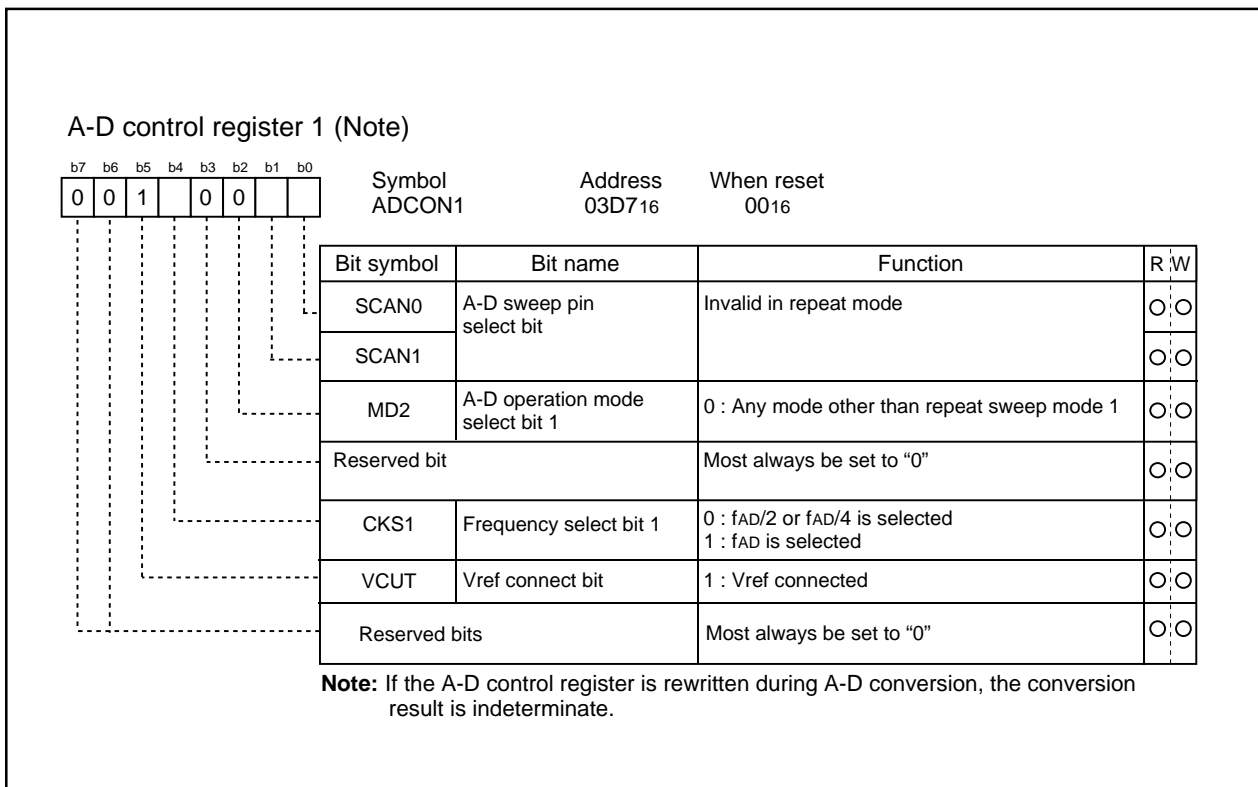 A-D control register 1 (Note)
b7 b6 b5 b4 b3 b2 b1 b0
0 0 1 0 0
Symbol Address When reset
ADCON1 03D716 0016
Bit symbol Bit name Function R W
SCAN0 A-D sweep pin select bit Invalid in repeat mode
SCAN1
MD2 A-D operation mode select bit 1 0 : Any mode other than repeat sweep mode 1
Reserved bit Most always be set to “0”
CKS1 Frequency select bit 1 0 : fAD/2 or fAD/4 is selected
1 : fAD is selected
VCUT Vref connect bit 1 : Vref connected
Reserved bits Most always be set to “0”
Note: If the A-D control register is rewritten during A-D conversion, the conversion
result is indeterminate.